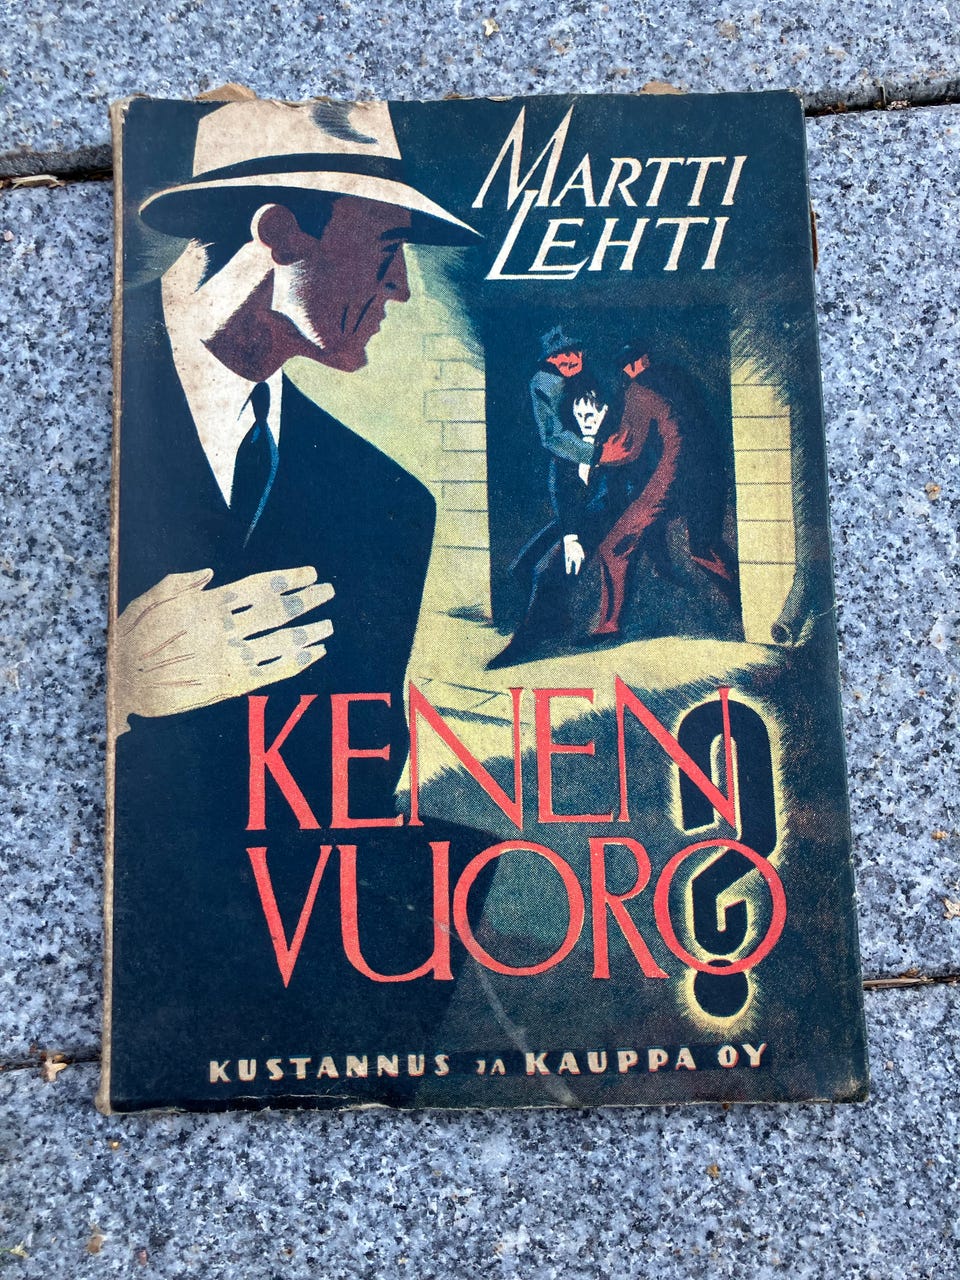 MARTTI
LEHTI
KENEN
VUORO?
KUSTANNUS JA KAUPPA OY